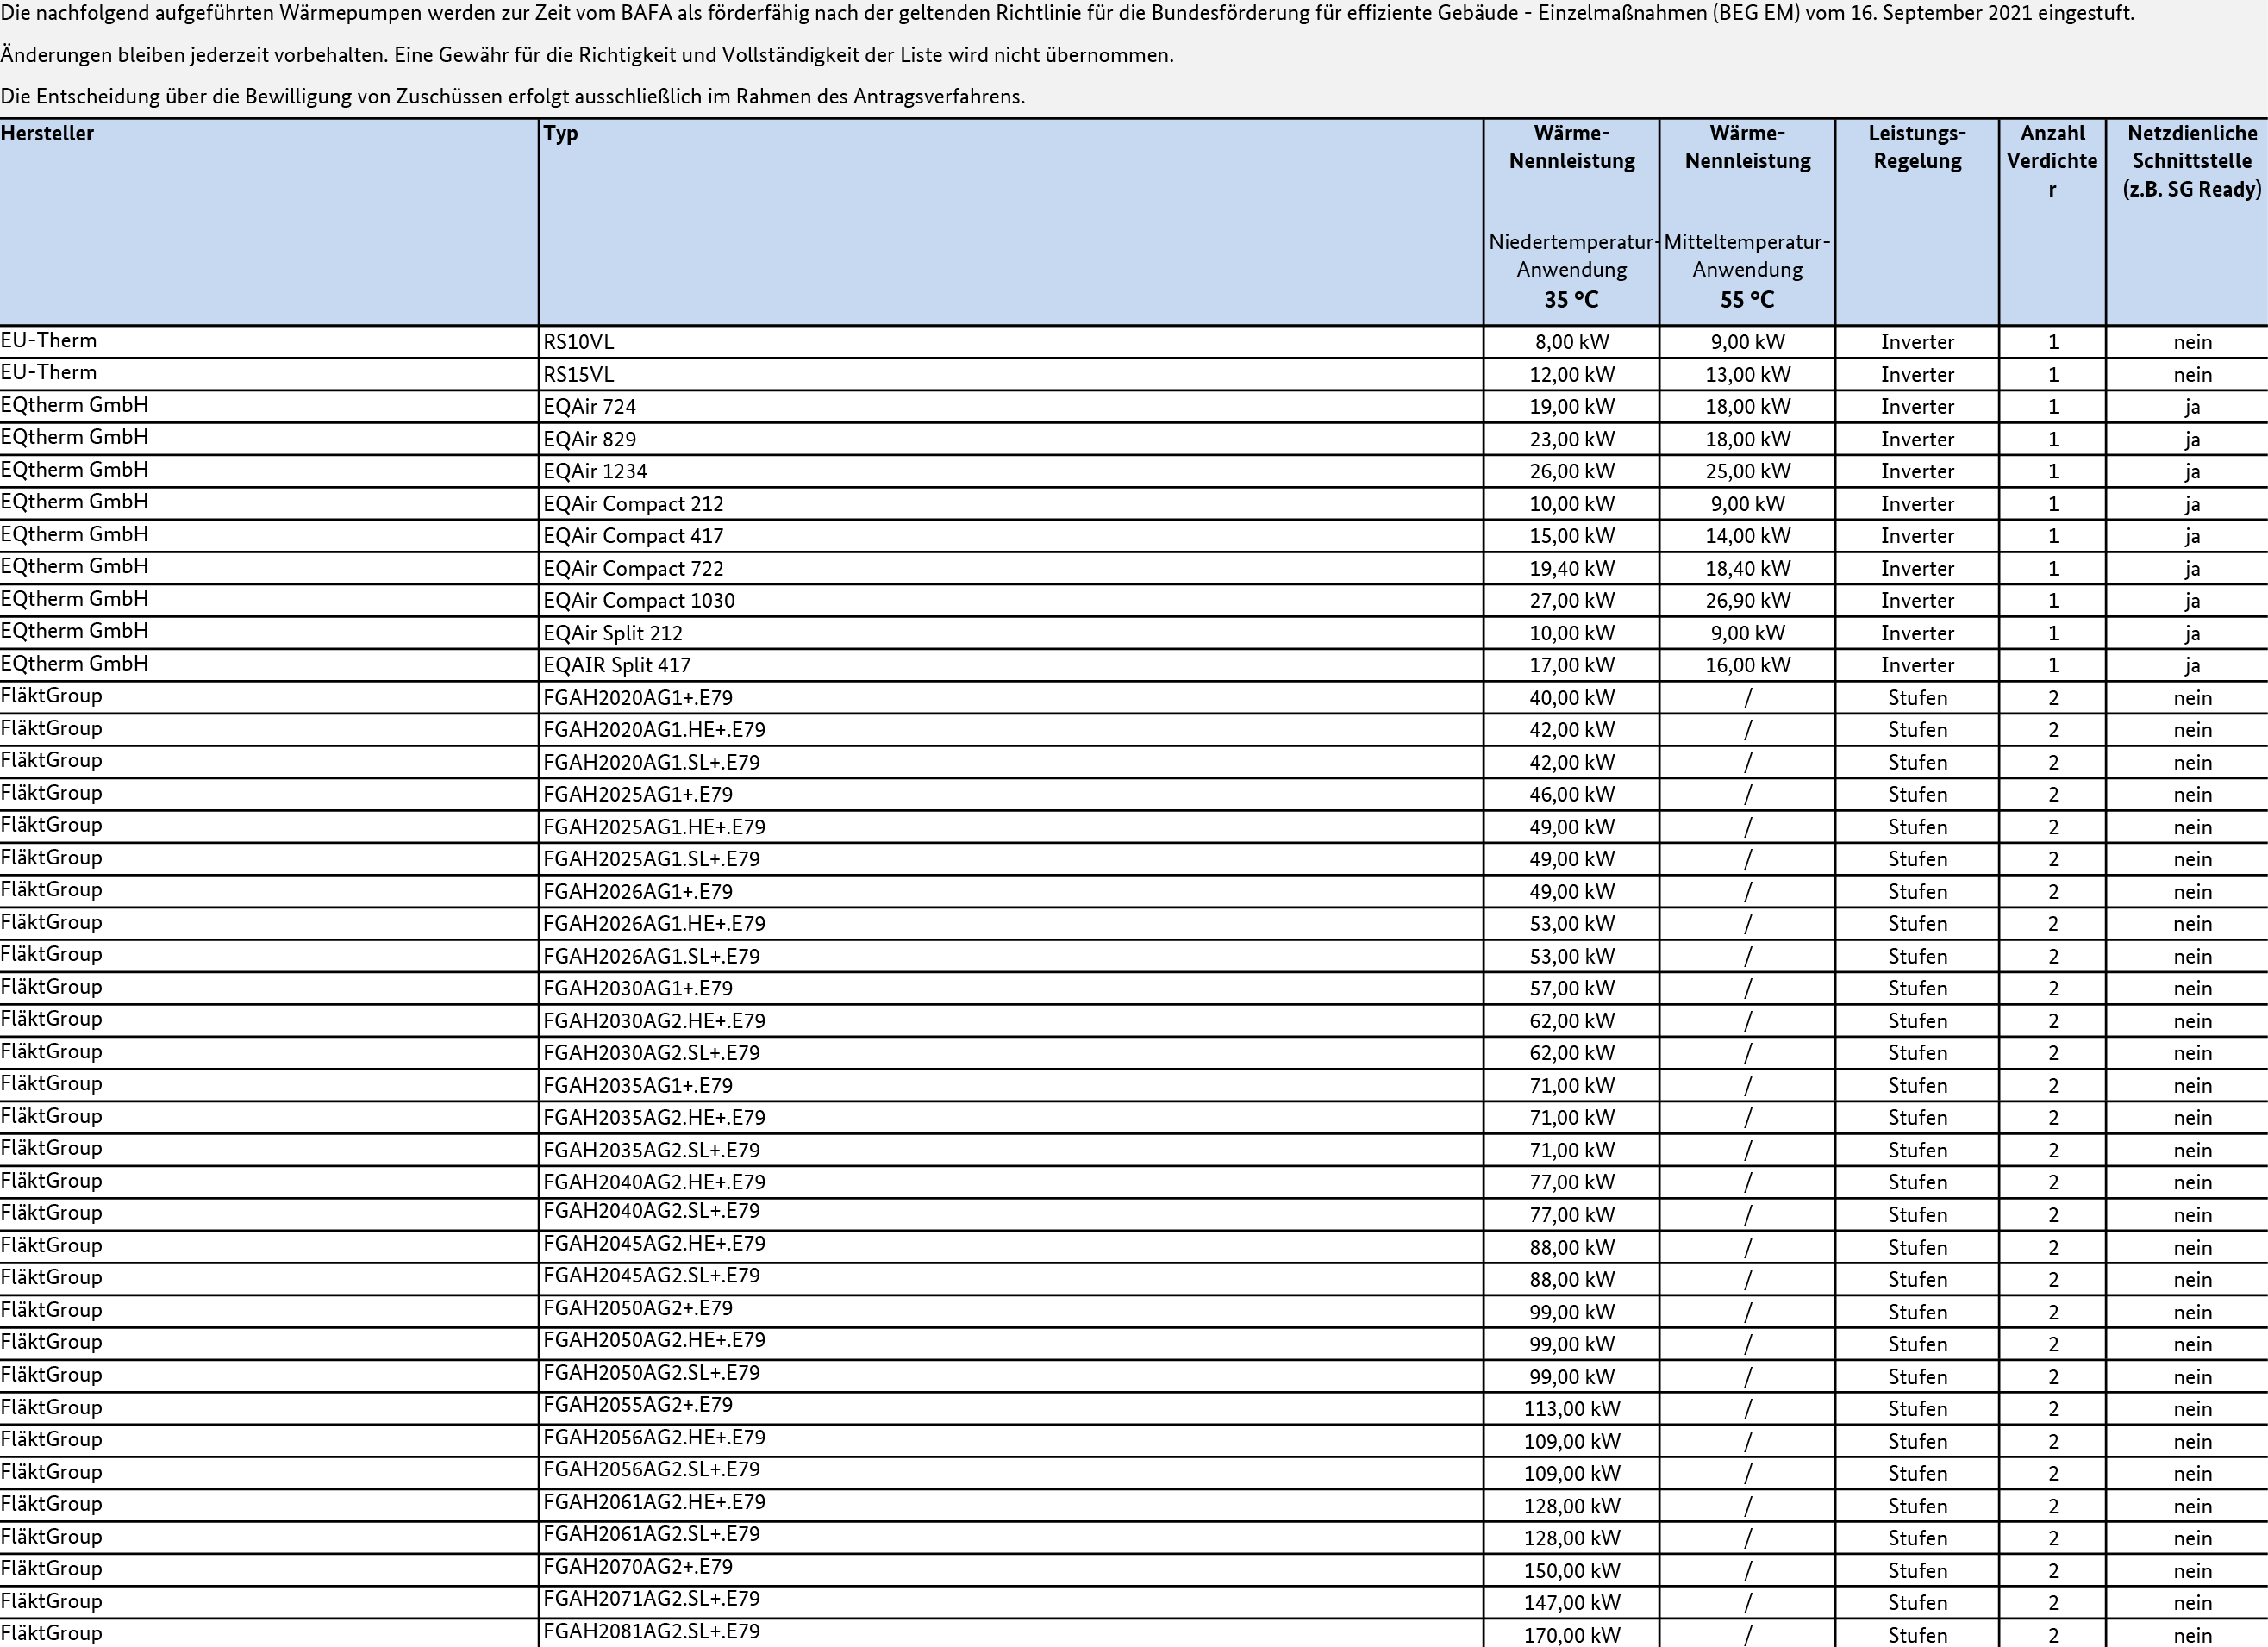 Die nachfolgend aufgeführten Wärmepumpen werden zur Zeit vom BAFA als förderfähig nach der geltenden Richtlinie für die Bundesförderung für effiziente Gebäude - Einzelmaßnahmen (BEG EM) vom 16. September 2021 eingestuft.
Änderungen bleiben jederzeit vorbehalten. Eine Gewähr für die Richtigkeit und Vollständigkeit der Liste wird nicht übernommen.
Die Entscheidung über die Bewilligung von Zuschüssen erfolgt ausschließlich im Rahmen des Antragsverfahrens.
Hersteller Typ Wärme- Wärme- Leistungs- Anzahl Netzdienliche
Nennleistung Nennleistung Regelung Verdichte Schnittstelle
r (z.B. SG Ready)
Niedertemperatur- Mitteltemperatur-
Anwendung Anwendung
35 °C 55 °C
EU-Therm RS10VL 8,00 kW 9,00 kW Inverter 1 nein
EU-Therm RS15VL 12,00 kW 13,00 kW Inverter 1 nein
EQtherm GmbH EQAir 724 19,00 kW 18,00 kW Inverter 1 ja
EQtherm GmbH EQAir 829 23,00 kW 18,00 kW Inverter 1 ja
EQtherm GmbH EQAir 1234 26,00 kW 25,00 kW Inverter 1 ja
EQtherm GmbH EQAir Compact 212 10,00 kW 9,00 kW Inverter 1 ja
EQtherm GmbH EQAir Compact 417 15,00 kW 14,00 kW Inverter 1 ja
EQtherm GmbH EQAir Compact 722 19,40 kW 18,40 kW Inverter 1 ja
EQtherm GmbH EQAir Compact 1030 27,00 kW 26,90 kW Inverter 1 ja
EQtherm GmbH EQAir Split 212 10,00 kW 9,00 kW Inverter 1 ja
EQtherm GmbH EQAIR Split 417 17,00 kW 16,00 kW Inverter 1 ja
FläktGroup FGAH2020AG1+.E79 40,00 kW / Stufen 2 nein
FläktGroup FGAH2020AG1.HE+.E79 42,00 kW / Stufen 2 nein
FläktGroup FGAH2020AG1.SL+.E79 42,00 kW / Stufen 2 nein
FläktGroup FGAH2025AG1+.E79 46,00 kW / Stufen 2 nein
FläktGroup FGAH2025AG1.HE+.E79 49,00 kW / Stufen 2 nein
FläktGroup FGAH2025AG1.SL+.E79 49,00 kW / Stufen 2 nein
FläktGroup FGAH2026AG1+.E79 49,00 kW / Stufen 2 nein
FläktGroup FGAH2026AG1.HE+.E79 53,00 kW / Stufen 2 nein
FläktGroup FGAH2026AG1.SL+.E79 53,00 kW / Stufen 2 nein
FläktGroup FGAH2030AG1+.E79 57,00 kW / Stufen 2 nein
FläktGroup FGAH2030AG2.HE+.E79 62,00 kW / Stufen 2 nein
FläktGroup FGAH2030AG2.SL+.E79 62,00 kW / Stufen 2 nein
FläktGroup FGAH2035AG1+.E79 71,00 kW / Stufen 2 nein
FläktGroup FGAH2035AG2.HE+.E79 71,00 kW / Stufen 2 nein
FläktGroup FGAH2035AG2.SL+.E79 71,00 kW / Stufen 2 nein
FläktGroup FGAH2040AG2.HE+.E79 77,00 kW / Stufen 2 nein
FläktGroup FGAH2040AG2.SL+.E79 77,00 kW / Stufen 2 nein
FläktGroup FGAH2045AG2.HE+.E79 88,00 kW / Stufen 2 nein
FläktGroup FGAH2045AG2.SL+.E79 88,00 kW / Stufen 2 nein
FläktGroup FGAH2050AG2+.E79 99,00 kW / Stufen 2 nein
FläktGroup FGAH2050AG2.HE+.E79 99,00 kW / Stufen 2 nein
FläktGroup FGAH2050AG2.SL+.E79 99,00 kW / Stufen 2 nein
FläktGroup FGAH2055AG2+.E79 113,00 kW / Stufen 2 nein
FläktGroup FGAH2056AG2.HE+.E79 109,00 kW / Stufen 2 nein
FläktGroup FGAH2056AG2.SL+.E79 109,00 kW / Stufen 2 nein
FläktGroup FGAH2061AG2.HE+.E79 128,00 kW / Stufen 2 nein
FläktGroup FGAH2061AG2.SL+.E79 128,00 kW / Stufen 2 nein
FläktGroup FGAH2070AG2+.E79 150,00 kW / Stufen 2 nein
FläktGroup FGAH2071AG2.SL+.E79 147,00 kW / Stufen 2 nein
FläktGroup FGAH2081AG2.SL+.E79 170,00 kW / Stufen 2 nein